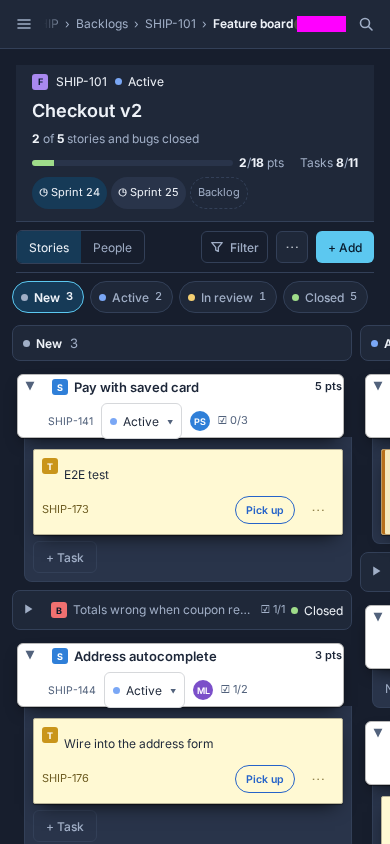 › Backlogs › SHIP-101 › Feature board
F SHIP-101 Active
Checkout v2
2 of 5 stories and bugs closed
2/18 pts Tasks 8/11
Sprint 24 Sprint 25 Backlog
Stories People Filter ··· + Add
New 3 Active 2 In review 1 Closed 5
New 3
S Pay with saved card 5 pts
SHIP-141 Active PS 0/3
T E2E test
SHIP-173 Pick up ···
+ Task
B Totals wrong when coupon re... 1/1 Closed
S Address autocomplete 3 pts
SHIP-144 Active ML 1/2
T Wire into the address form
SHIP-176 Pick up ···
+ Task